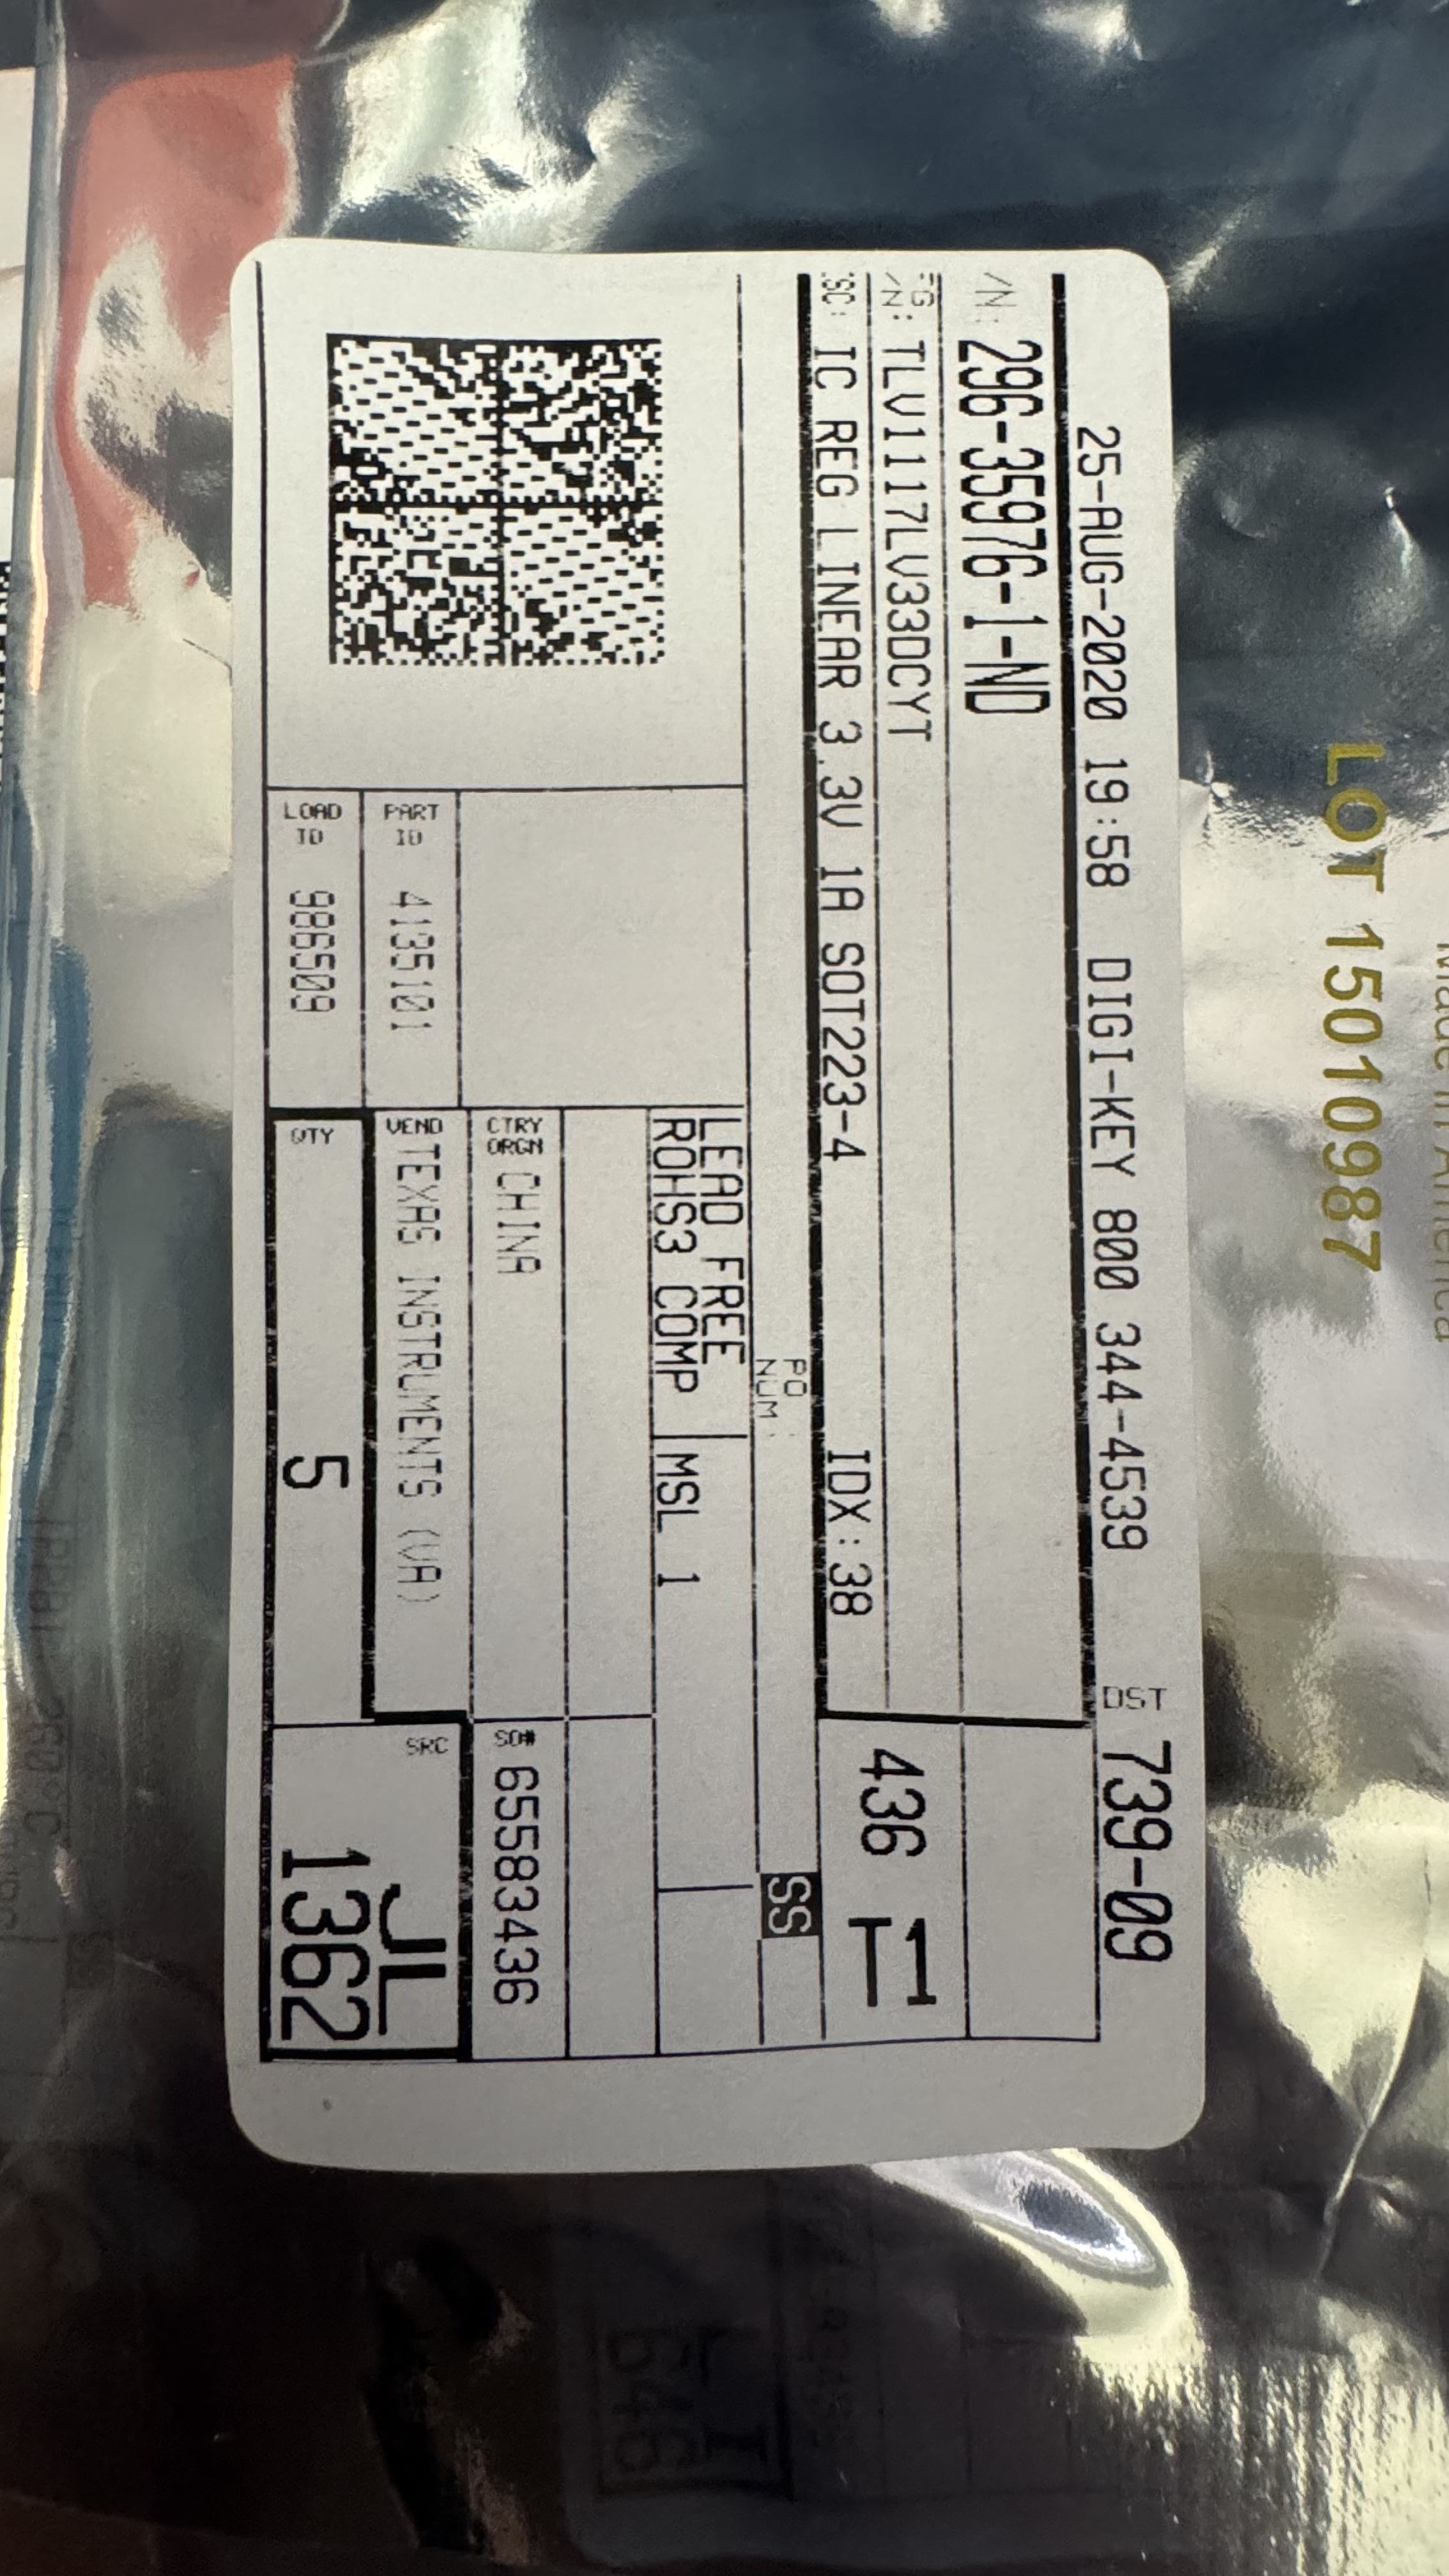 25-AUG-2020 19:58 DIGI-KEY 800 344-4539 DST 739-09
/N: 296-35976-1-ND
FG:
/N: TLV1117LV33DCYT
SC: IC REG LINEAR 3.3V 1A SOT223-4 IDX:38
436 T1
PO
NUM:
SS
LEAD FREE
ROHS3 COMP
MSL 1
CTRY
ORGN CHINA
SO# 65583436
PART
ID 4135101
VEND TEXAS INSTRUMENTS (VA)
SRC
JL
1362
LOAD
ID 986509
QTY 5
Made in America
LOT 15010987